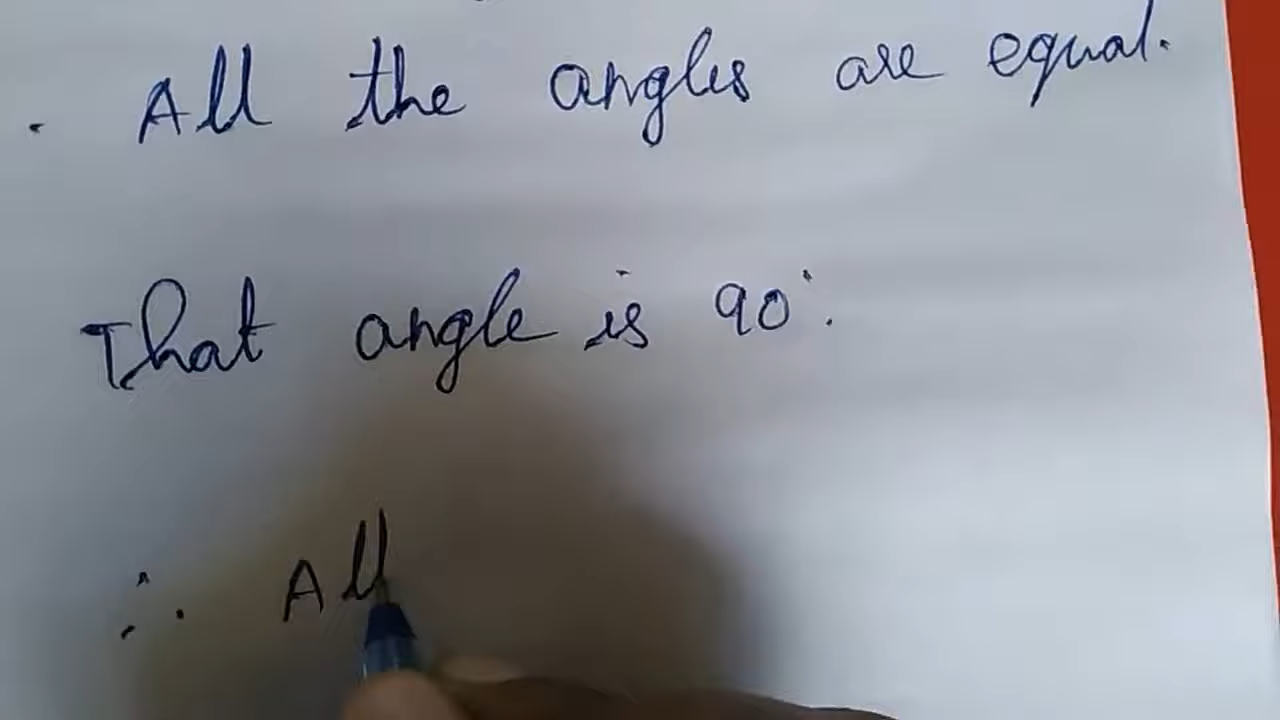 . All the angles are equal.
That angle is 90°.
∴ All